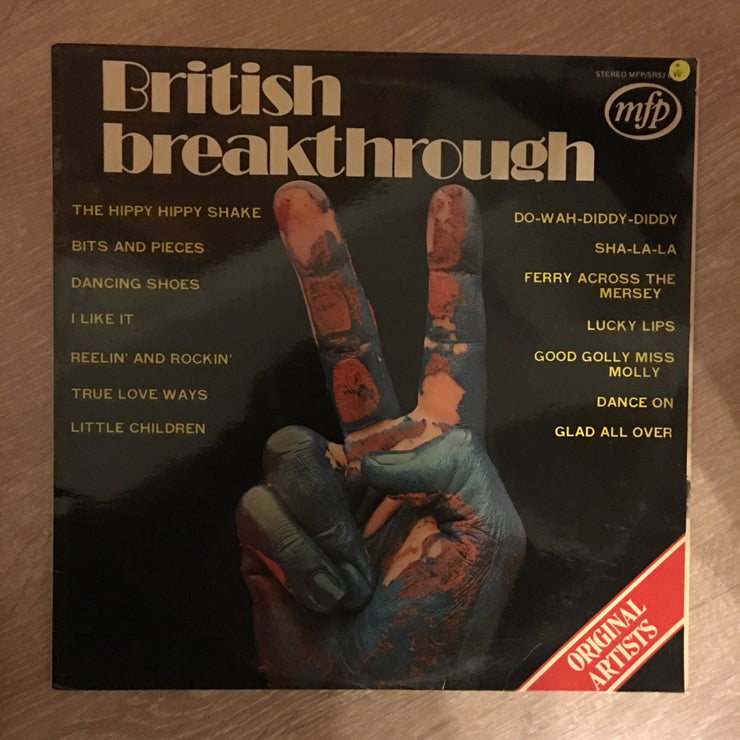 British
breakthrough
STEREO MFP/SRSJ
mfp
THE HIPPY HIPPY SHAKE
BITS AND PIECES
DANCING SHOES
I LIKE IT
REELIN' AND ROCKIN'
TRUE LOVE WAYS
LITTLE CHILDREN
DO-WAH-DIDDY-DIDDY
SHA-LA-LA
FERRY ACROSS THE
MERSEY
LUCKY LIPS
GOOD GOLLY MISS
MOLLY
DANCE ON
GLAD ALL OVER
ORIGINAL
ARTISTS